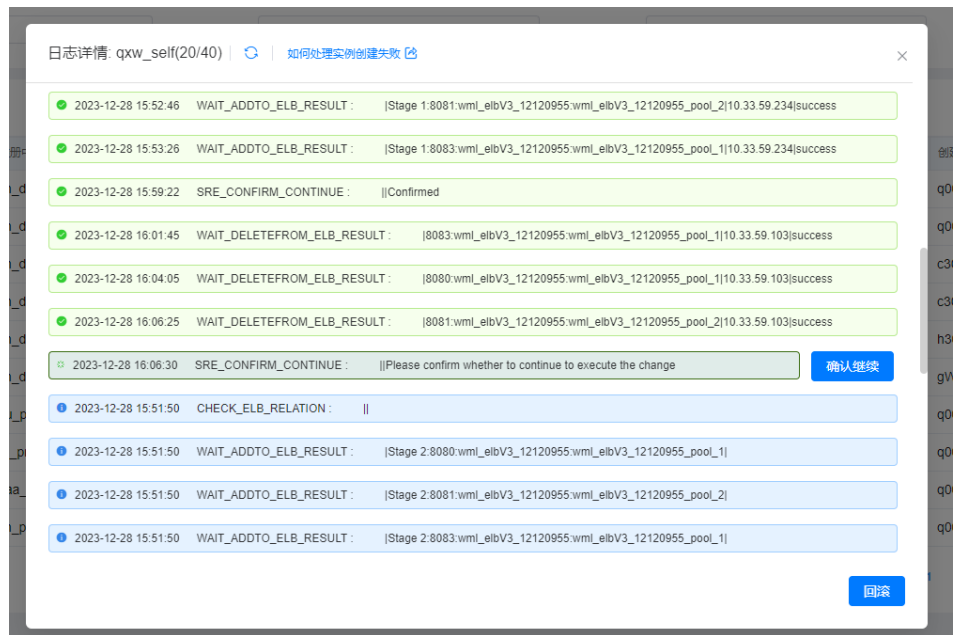 日志详情: qxw_self(20/40) 如何处理实例创建失败
2023-12-28 15:52:46 WAIT_ADDTO_ELB_RESULT : |Stage 1:8081:wml_elbV3_12120955:wml_elbV3_12120955_pool_2|10.33.59.234|success
2023-12-28 15:53:26 WAIT_ADDTO_ELB_RESULT : |Stage 1:8083:wml_elbV3_12120955:wml_elbV3_12120955_pool_1|10.33.59.234|success
2023-12-28 15:59:22 SRE_CONFIRM_CONTINUE : ||Confirmed
2023-12-28 16:01:45 WAIT_DELETEFROM_ELB_RESULT : |8083:wml_elbV3_12120955:wml_elbV3_12120955_pool_1|10.33.59.103|success
2023-12-28 16:04:05 WAIT_DELETEFROM_ELB_RESULT : |8080:wml_elbV3_12120955:wml_elbV3_12120955_pool_1|10.33.59.103|success
2023-12-28 16:06:25 WAIT_DELETEFROM_ELB_RESULT : |8081:wml_elbV3_12120955:wml_elbV3_12120955_pool_2|10.33.59.103|success
2023-12-28 16:06:30 SRE_CONFIRM_CONTINUE : ||Please confirm whether to continue to execute the change 确认继续
2023-12-28 15:51:50 CHECK_ELB_RELATION : ||
2023-12-28 15:51:50 WAIT_ADDTO_ELB_RESULT : |Stage 2:8080:wml_elbV3_12120955:wml_elbV3_12120955_pool_1|
2023-12-28 15:51:50 WAIT_ADDTO_ELB_RESULT : |Stage 2:8081:wml_elbV3_12120955:wml_elbV3_12120955_pool_2|
2023-12-28 15:51:50 WAIT_ADDTO_ELB_RESULT : |Stage 2:8083:wml_elbV3_12120955:wml_elbV3_12120955_pool_1|
回滚